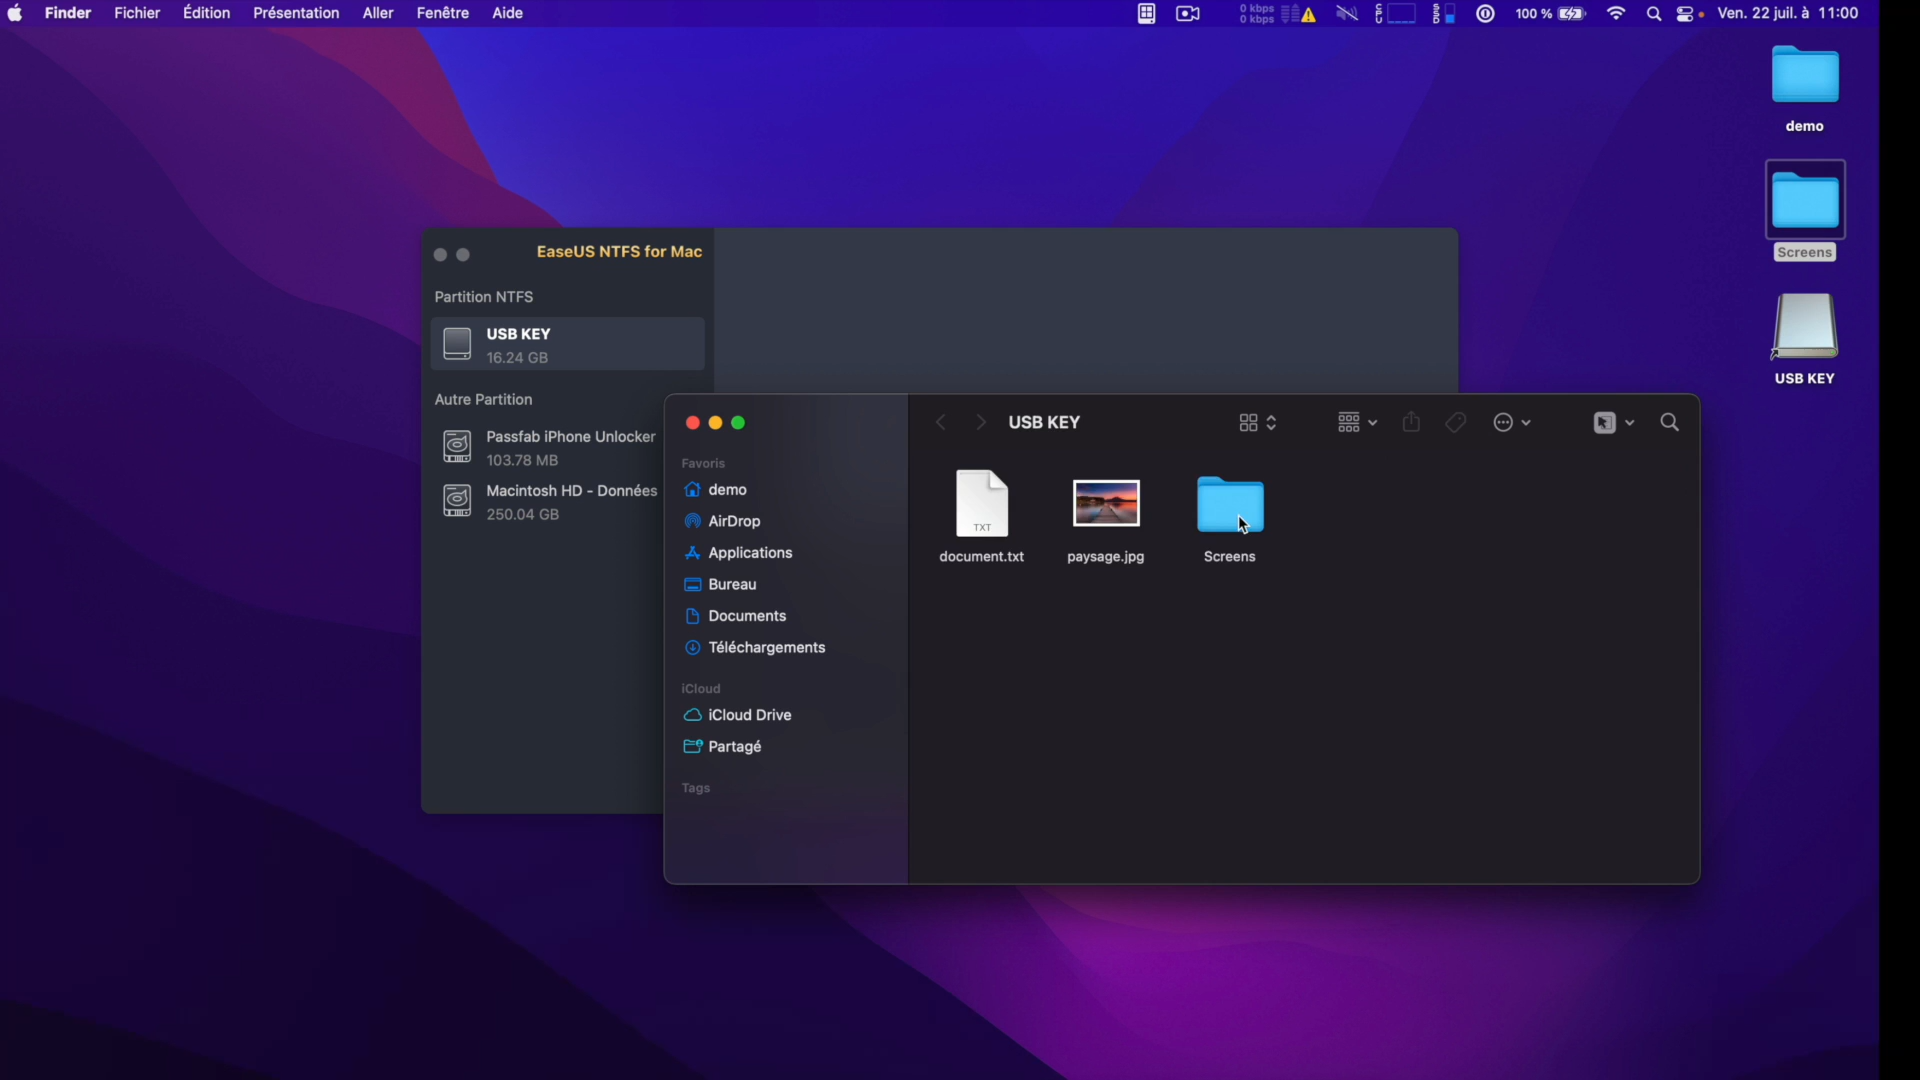 Finder Fichier Édition Présentation Aller Fenêtre Aide
0 kbps
0 kbps
CPU
SSD
100 %
Ven. 22 juil. à 11:00
demo
Screens
USB KEY
EaseUS NTFS for Mac
Partition NTFS
USB KEY
16.24 GB
Autre Partition
Passfab iPhone Unlocker
103.78 MB
Macintosh HD - Données
250.04 GB
USB KEY
Favoris
demo
AirDrop
Applications
Bureau
Documents
Téléchargements
iCloud
iCloud Drive
Partagé
Tags
TXT
document.txt
paysage.jpg
Screens